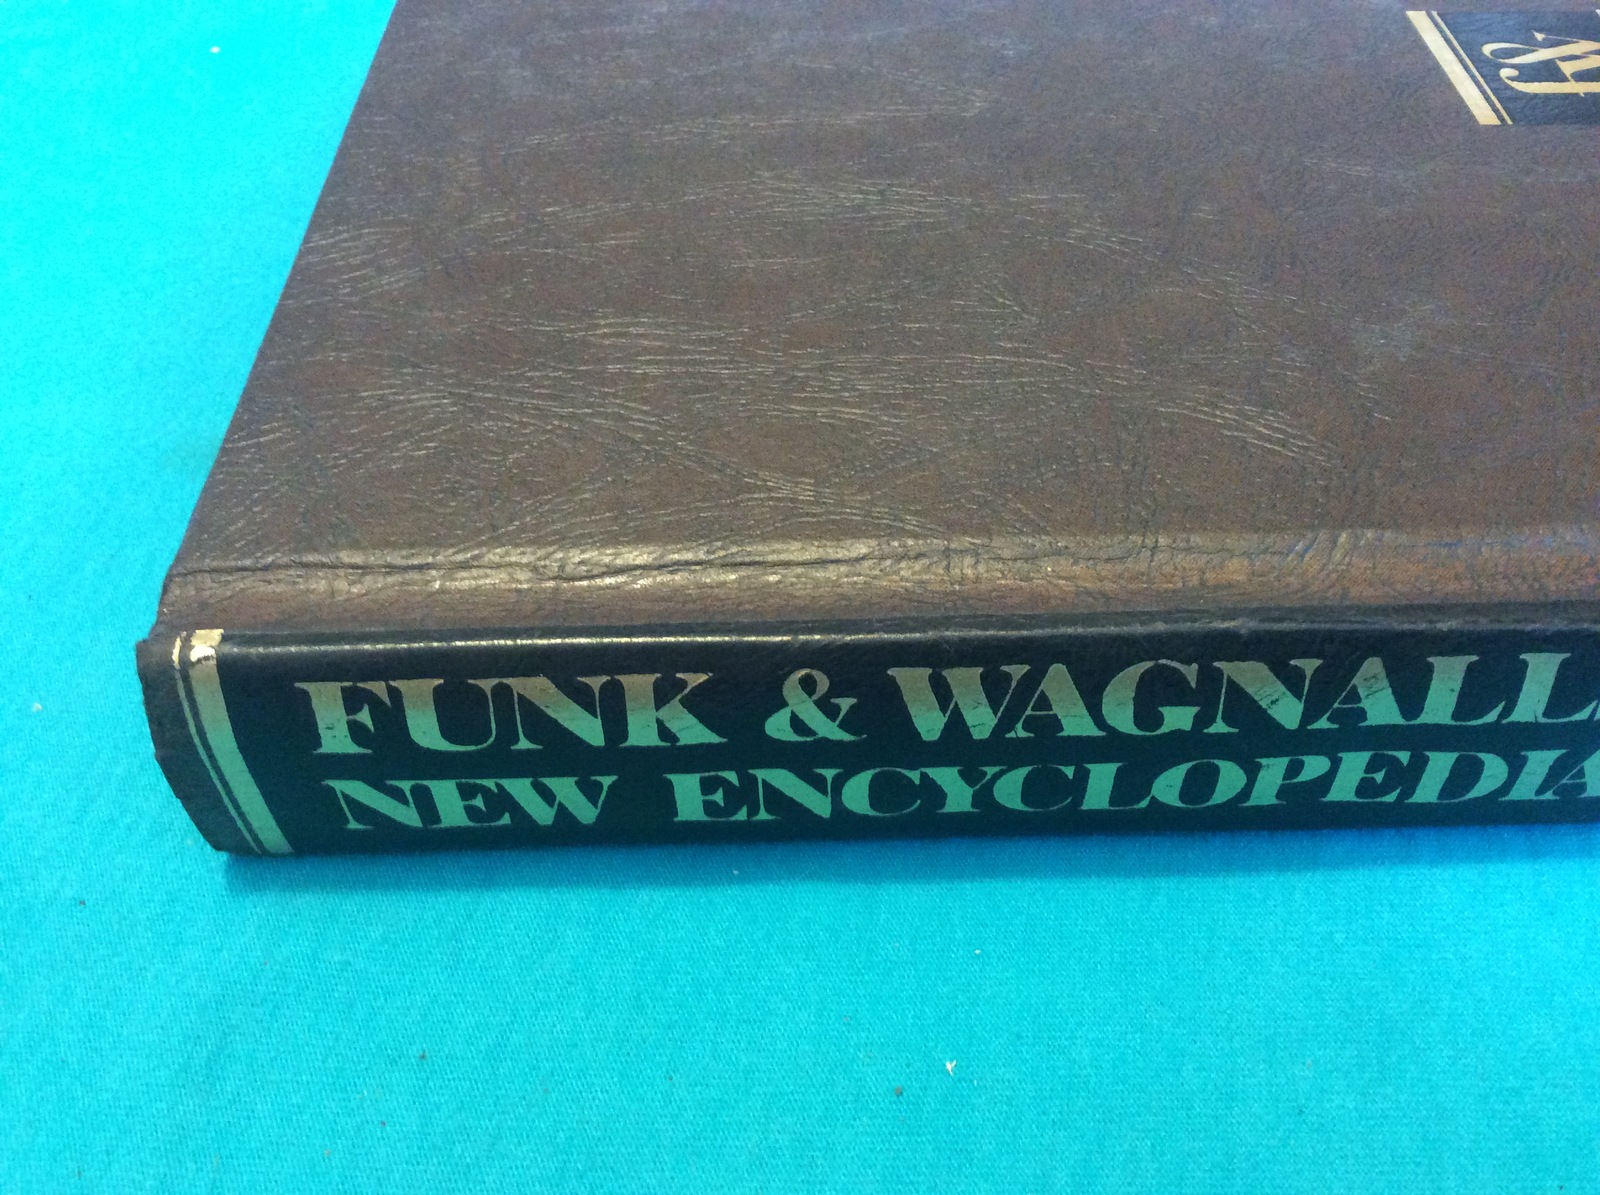 FUNK & WAGNALL
NEW ENCYCLOPEDIA